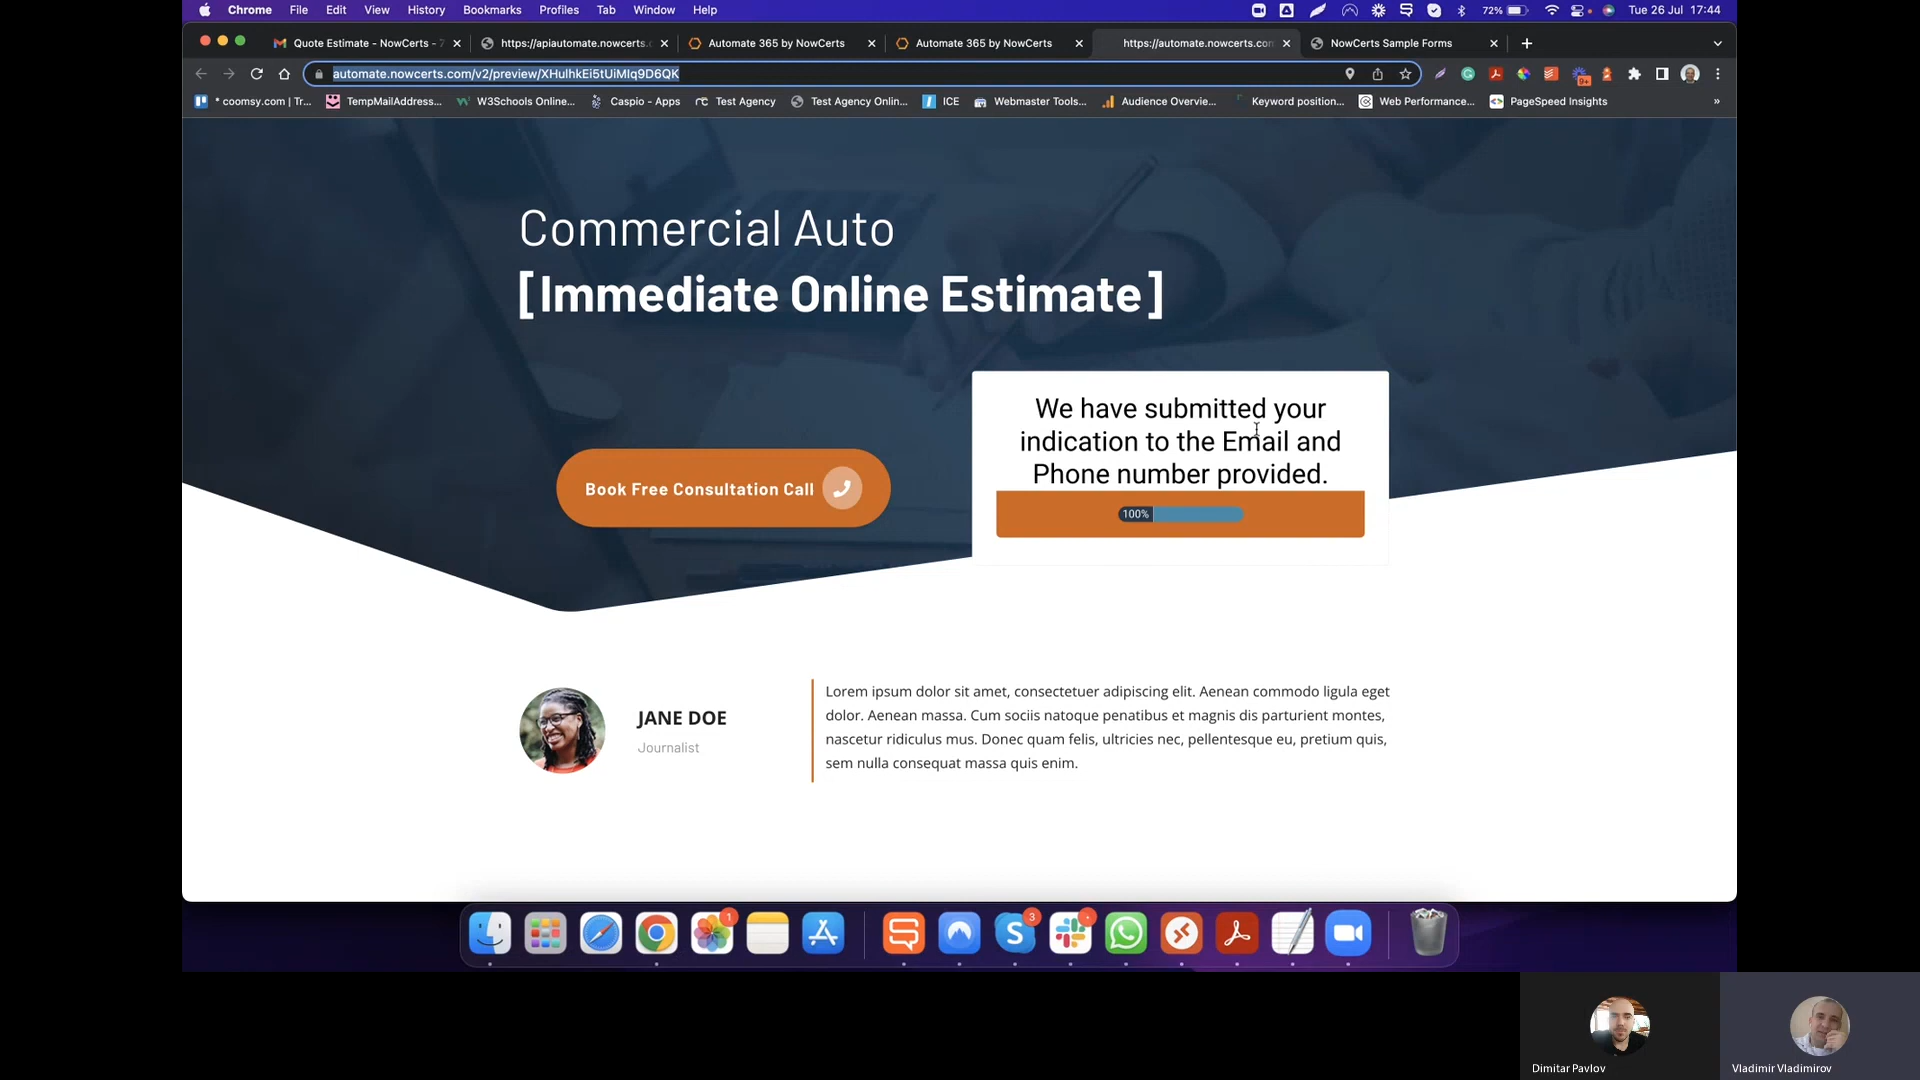 Chrome File Edit View History Bookmarks Profiles Tab Window Help 72% Tue 26 Jul 17:44
Quote Estimate - NowCerts - 7 https://apiautomate.nowcerts.c Automate 365 by NowCerts Automate 365 by NowCerts https://automate.nowcerts.con NowCerts Sample Forms
automate.nowcerts.com/v2/preview/XHulhkEi5tUiMIq9D6QK 9+
* coomsy.com | Tr... TempMailAddress... W3Schools Online... Caspio - Apps Test Agency Test Agency Onlin... ICE Webmaster Tools... Audience Overvie... Keyword position... Web Performance... PageSpeed Insights »
Commercial Auto
[Immediate Online Estimate]
We have submitted your
indication to the Email and
Phone number provided.
Book Free Consultation Call
100%
JANE DOE
Journalist
Lorem ipsum dolor sit amet, consectetuer adipiscing elit. Aenean commodo ligula eget
dolor. Aenean massa. Cum sociis natoque penatibus et magnis dis parturient montes,
nascetur ridiculus mus. Donec quam felis, ultricies nec, pellentesque eu, pretium quis,
sem nulla consequat massa quis enim.
1
3
Dimitar Pavlov
Vladimir Vladimirov